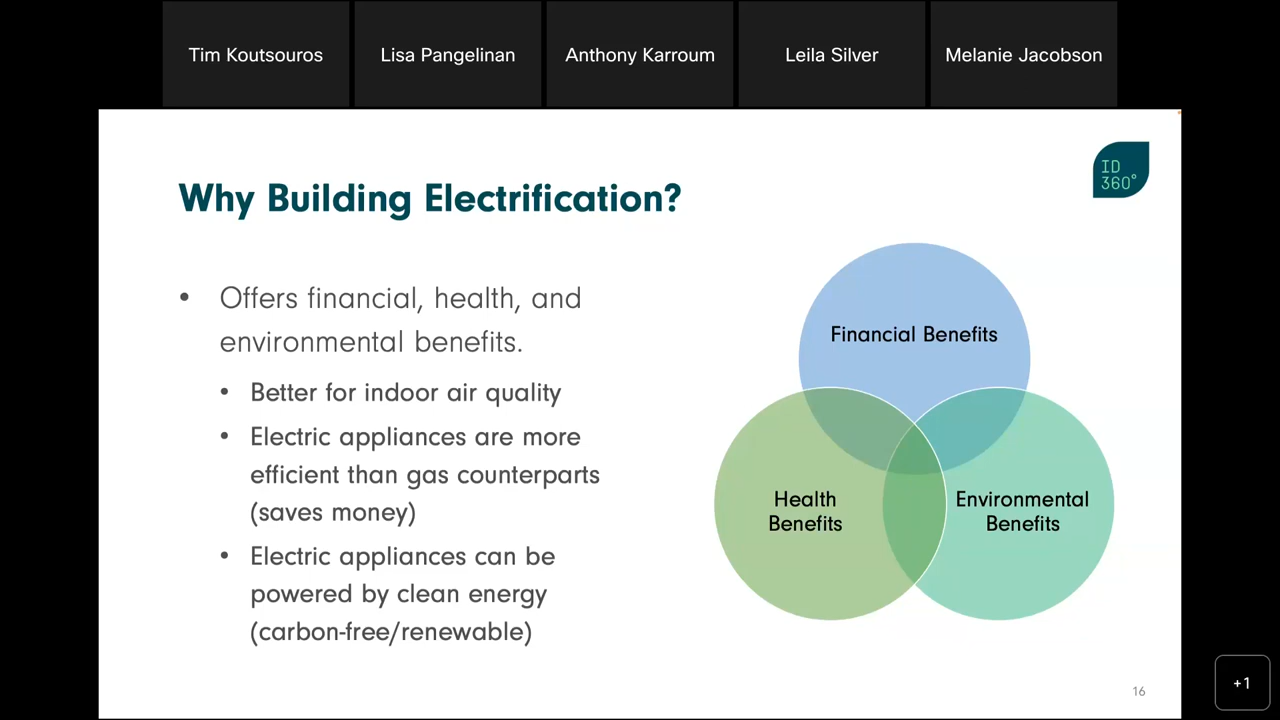 Tim Koutsouros
Lisa Pangelinan
Anthony Karroum
Leila Silver
Melanie Jacobson
ID
360°
Why Building Electrification?
• Offers financial, health, and
environmental benefits.
• Better for indoor air quality
• Electric appliances are more
efficient than gas counterparts
(saves money)
• Electric appliances can be
powered by clean energy
(carbon-free/renewable)
Financial Benefits
Health
Benefits
Environmental
Benefits
16
+1